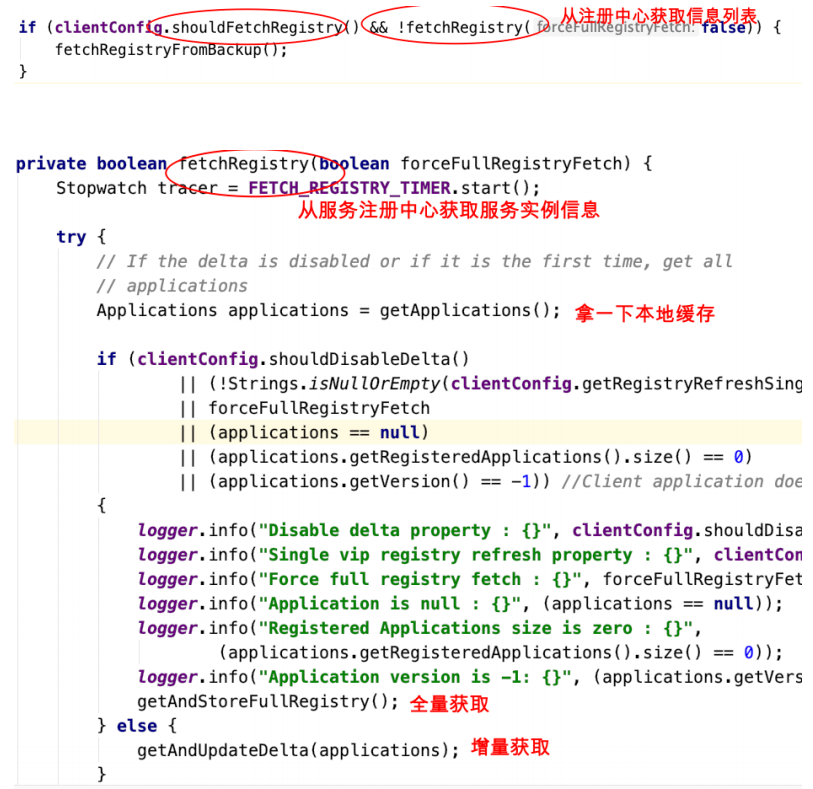 从注册中心获取信息列表
if (clientConfig.shouldFetchRegistry() && !fetchRegistry( forceFullRegistryFetch: false)) {
fetchRegistryFromBackup();
}
private boolean fetchRegistry(boolean forceFullRegistryFetch) {
Stopwatch tracer = FETCH_REGISTRY_TIMER.start();
从服务注册中心获取服务实例信息
try {
// If the delta is disabled or if it is the first time, get all
// applications
Applications applications = getApplications(); 拿一下本地缓存
if (clientConfig.shouldDisableDelta()
|| (!Strings.isNullOrEmpty(clientConfig.getRegistryRefreshSing
|| forceFullRegistryFetch
|| (applications == null)
|| (applications.getRegisteredApplications().size() == 0)
|| (applications.getVersion() == -1)) //Client application doe
{
logger.info("Disable delta property : {}", clientConfig.shouldDisa
logger.info("Single vip registry refresh property : {}", clientCon
logger.info("Force full registry fetch : {}", forceFullRegistryFet
logger.info("Application is null : {}", (applications == null));
logger.info("Registered Applications size is zero : {}",
(applications.getRegisteredApplications().size() == 0));
logger.info("Application version is -1: {}", (applications.getVers
getAndStoreFullRegistry(); 全量获取
} else {
getAndUpdateDelta(applications); 增量获取
}